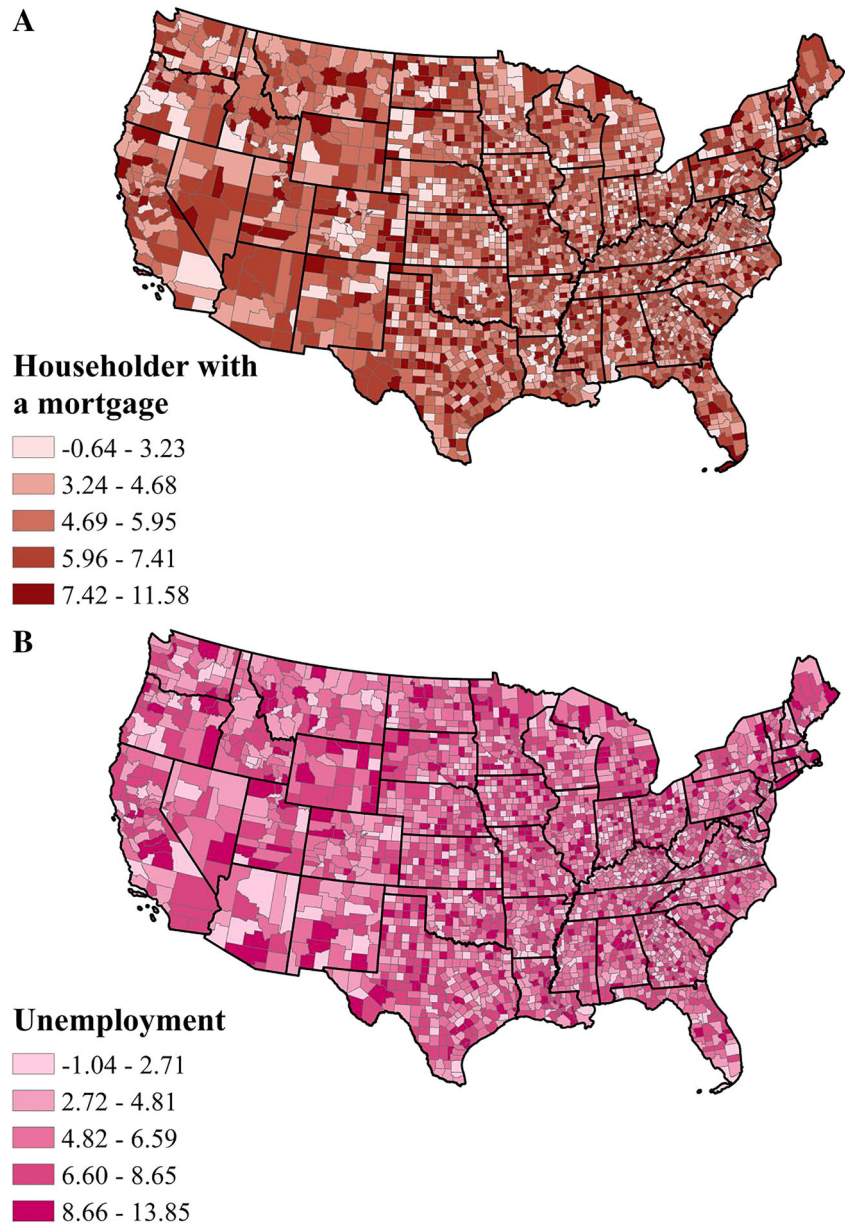 A
Householder with
a mortgage
-0.64 - 3.23
3.24 - 4.68
4.69 - 5.95
5.96 - 7.41
7.42 - 11.58
B
Unemployment
-1.04 - 2.71
2.72 - 4.81
4.82 - 6.59
6.60 - 8.65
8.66 - 13.85